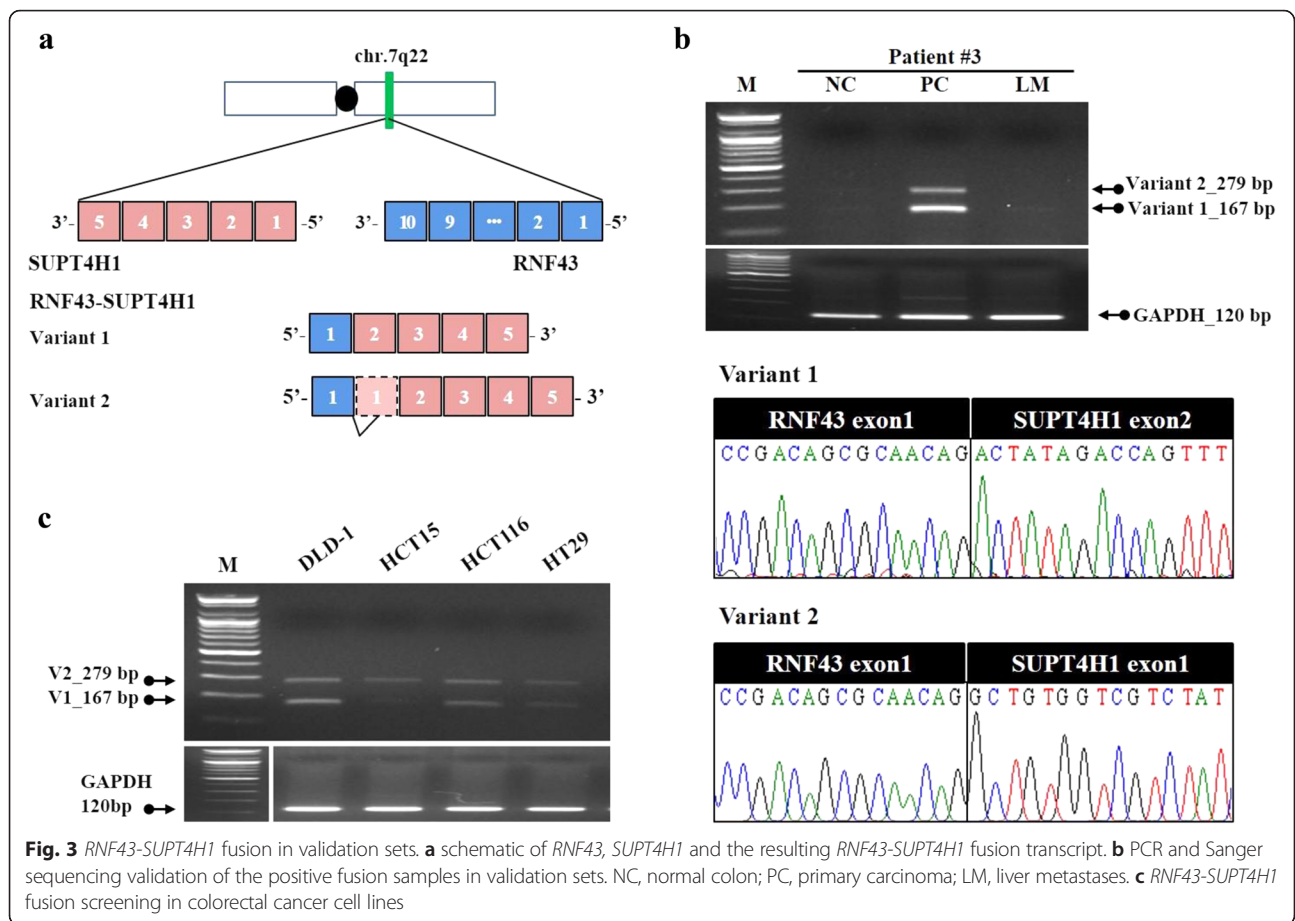 a
chr.7q22
3’- 5 4 3 2 1 -5’ 3’- 10 9 ••• 2 1 -5’
SUPT4H1 RNF43
RNF43-SUPT4H1
Variant 1 5’- 1 2 3 4 5 - 3’
Variant 2 5’- 1 1 2 3 4 5 - 3’
b
Patient #3
M NC PC LM
Variant 2_279 bp
Variant 1_167 bp
GAPDH_120 bp
Variant 1
RNF43 exon1 SUPT4H1 exon2
CCGACAGCGCAACAGACTATAGACCAGTTT
Variant 2
RNF43 exon1 SUPT4H1 exon1
CCGACAGCGCAACAGGCTGTGGTCGTCTAT
c
M DLD-1 HCT15 HCT116 HT29
V2_279 bp
V1_167 bp
GAPDH
120bp
Fig. 3 RNF43-SUPT4H1 fusion in validation sets. a schematic of RNF43, SUPT4H1 and the resulting RNF43-SUPT4H1 fusion transcript. b PCR and Sanger
sequencing validation of the positive fusion samples in validation sets. NC, normal colon; PC, primary carcinoma; LM, liver metastases. c RNF43-SUPT4H1
fusion screening in colorectal cancer cell lines